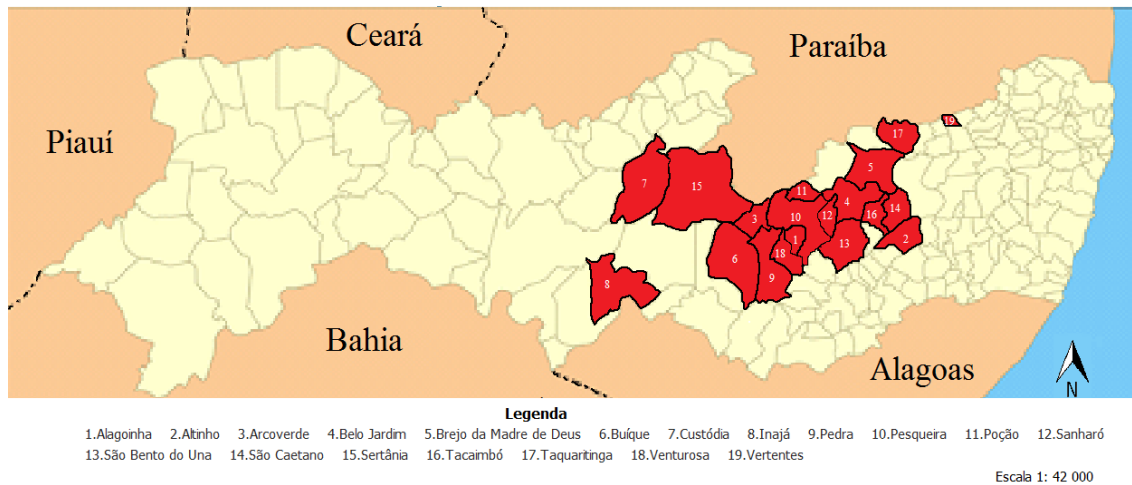 Ceará
Paraíba
Piauí
19
17
5
7
15
11
4
3
10
12
16
14
1
2
13
6
18
9
8
Bahia
Alagoas
N
Legenda
1.Alagoinha 2.Altinho 3.Arcoverde 4.Belo Jardim 5.Brejo da Madre de Deus 6.Buíque 7.Custódia 8.Inajá 9.Pedra 10.Pesqueira 11.Poção 12.Sanharó
13.São Bento do Una 14.São Caetano 15.Sertânia 16.Tacaimbó 17.Taquaritinga 18.Venturosa 19.Vertentes
Escala 1: 42 000